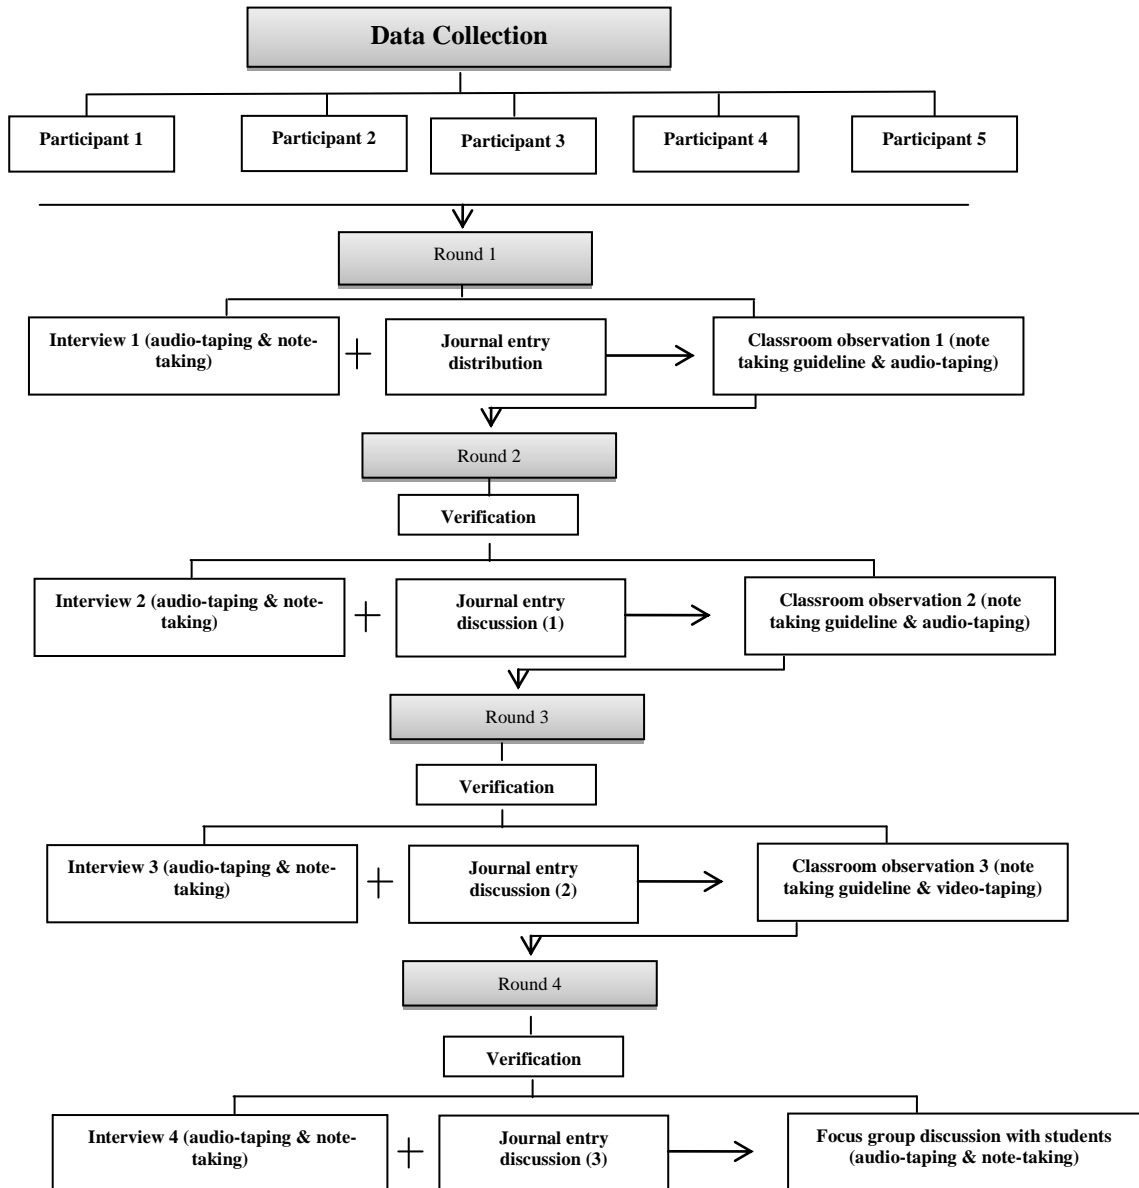 Data Collection
Participant 1
Participant 2
Participant 3
Participant 4
Participant 5
Round 1
Interview 1 (audio-taping & note-
taking)
Journal entry
distribution
Classroom observation 1 (note
taking guideline & audio-taping)
Round 2
Verification
Interview 2 (audio-taping & note-
taking)
Journal entry
discussion (1)
Classroom observation 2 (note
taking guideline & audio-taping)
Round 3
Verification
Interview 3 (audio-taping & note-
taking)
Journal entry
discussion (2)
Classroom observation 3 (note
taking guideline & video-taping)
Round 4
Verification
Interview 4 (audio-taping & note-
taking)
Journal entry
discussion (3)
Focus group discussion with students
(audio-taping & note-taking)